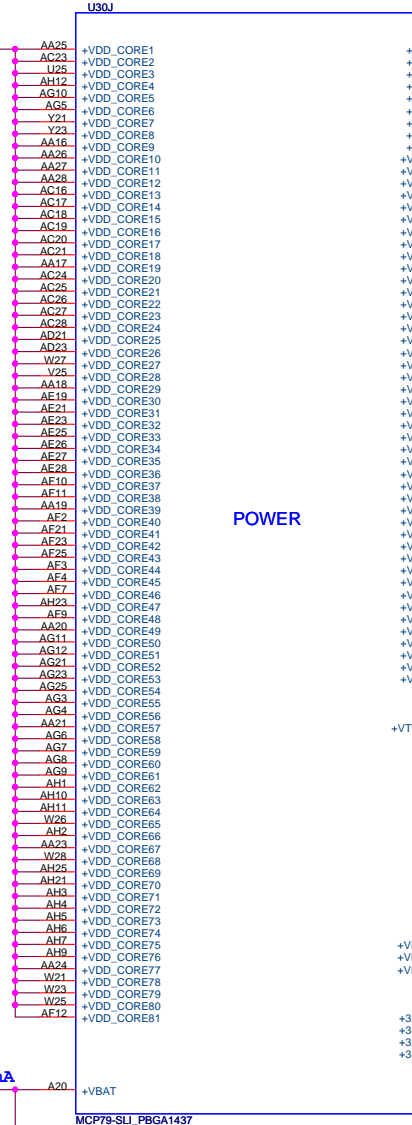 U30J
AA25 +VDD_CORE1 +
AC23 +VDD_CORE2 +
U25 +VDD_CORE3 +
AH12 +VDD_CORE4 +
AG10 +VDD_CORE5 +
AG5 +VDD_CORE6 +
Y21 +VDD_CORE7 +
Y23 +VDD_CORE8 +
AA16 +VDD_CORE9 +
AA26 +VDD_CORE10 +V
AA27 +VDD_CORE11 +V
AA28 +VDD_CORE12 +V
AC16 +VDD_CORE13 +V
AC17 +VDD_CORE14 +V
AC18 +VDD_CORE15 +V
AC19 +VDD_CORE16 +V
AC20 +VDD_CORE17 +V
AC21 +VDD_CORE18 +V
AA17 +VDD_CORE19 +V
AC24 +VDD_CORE20 +V
AC25 +VDD_CORE21 +V
AC26 +VDD_CORE22 +V
AC27 +VDD_CORE23 +V
AC28 +VDD_CORE24 +V
AD21 +VDD_CORE25 +V
AD23 +VDD_CORE26 +V
W27 +VDD_CORE27 +V
V25 +VDD_CORE28 +V
AA18 +VDD_CORE29 +V
AE19 +VDD_CORE30 +V
AE21 +VDD_CORE31 +V
AE23 +VDD_CORE32 +V
AE25 +VDD_CORE33 +V
AE26 +VDD_CORE34 +V
AE27 +VDD_CORE35 +V
AE28 +VDD_CORE36 +V
AF10 +VDD_CORE37 +V
AF11 +VDD_CORE38 +V
AA19 +VDD_CORE39 +V
AF2 +VDD_CORE40 +V
AF21 +VDD_CORE41 +V
AF23 +VDD_CORE42 +V
AF25 +VDD_CORE43 +V
AF3 +VDD_CORE44 +V
AF4 +VDD_CORE45 +V
AF7 +VDD_CORE46 +V
AH23 +VDD_CORE47 +V
AF9 +VDD_CORE48 +V
AA20 +VDD_CORE49 +V
AG11 +VDD_CORE50 +V
AG12 +VDD_CORE51 +V
AG21 +VDD_CORE52 +V
AG23 +VDD_CORE53 +V
AG25 +VDD_CORE54
AG3 +VDD_CORE55
AG4 +VDD_CORE56
AA21 +VDD_CORE57 +VT
AG6 +VDD_CORE58
AG7 +VDD_CORE59
AG8 +VDD_CORE60
AG9 +VDD_CORE61
AH1 +VDD_CORE62
AH10 +VDD_CORE63
AH11 +VDD_CORE64
W26 +VDD_CORE65
AH2 +VDD_CORE66
AA23 +VDD_CORE67
W28 +VDD_CORE68
AH25 +VDD_CORE69
AH21 +VDD_CORE70
AH3 +VDD_CORE71
AH4 +VDD_CORE72
AH5 +VDD_CORE73
AH6 +VDD_CORE74
AH7 +VDD_CORE75 +V
AH9 +VDD_CORE76 +V
AA24 +VDD_CORE77 +V
W21 +VDD_CORE78
W23 +VDD_CORE79
W25 +VDD_CORE80
AF12 +VDD_CORE81 +3
+3
+3
+3
POWER
A
A20 +VBAT
MCP79-SLI_PBGA1437